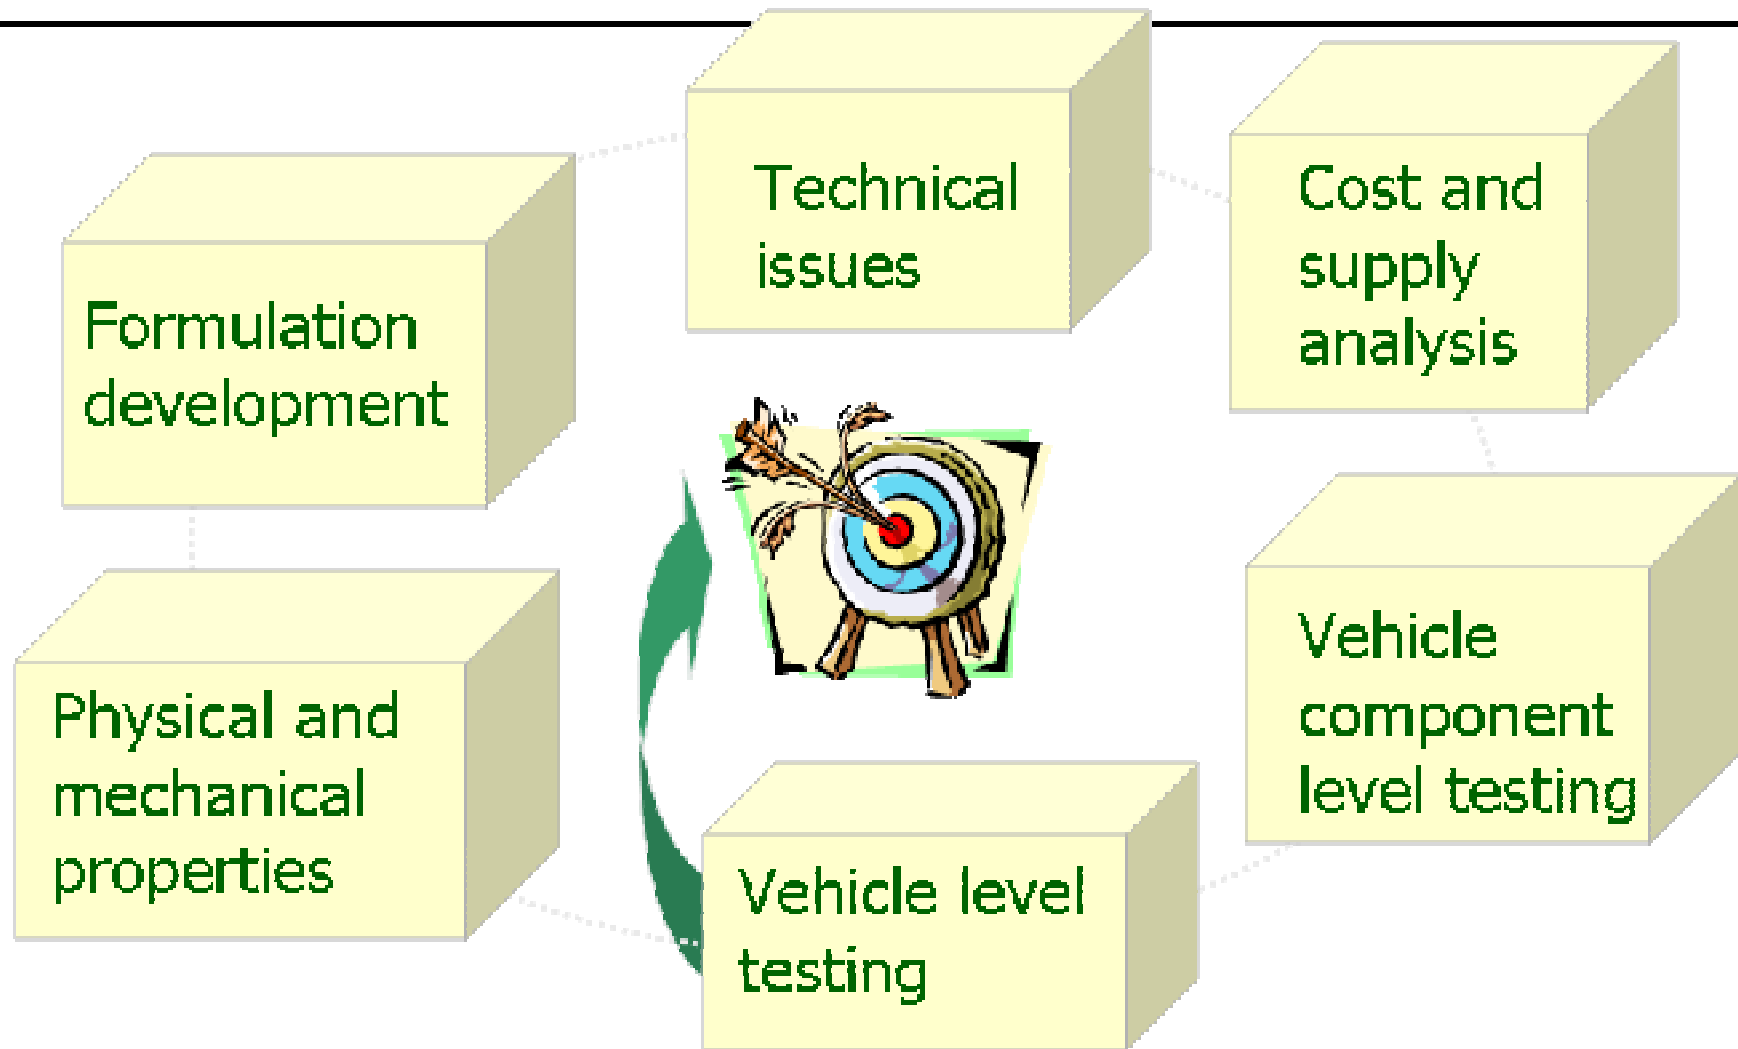 Technical
issues
Cost and
supply
analysis
Formulation
development
Vehicle
component
level testing
Physical and
mechanical
properties
Vehicle level
testing